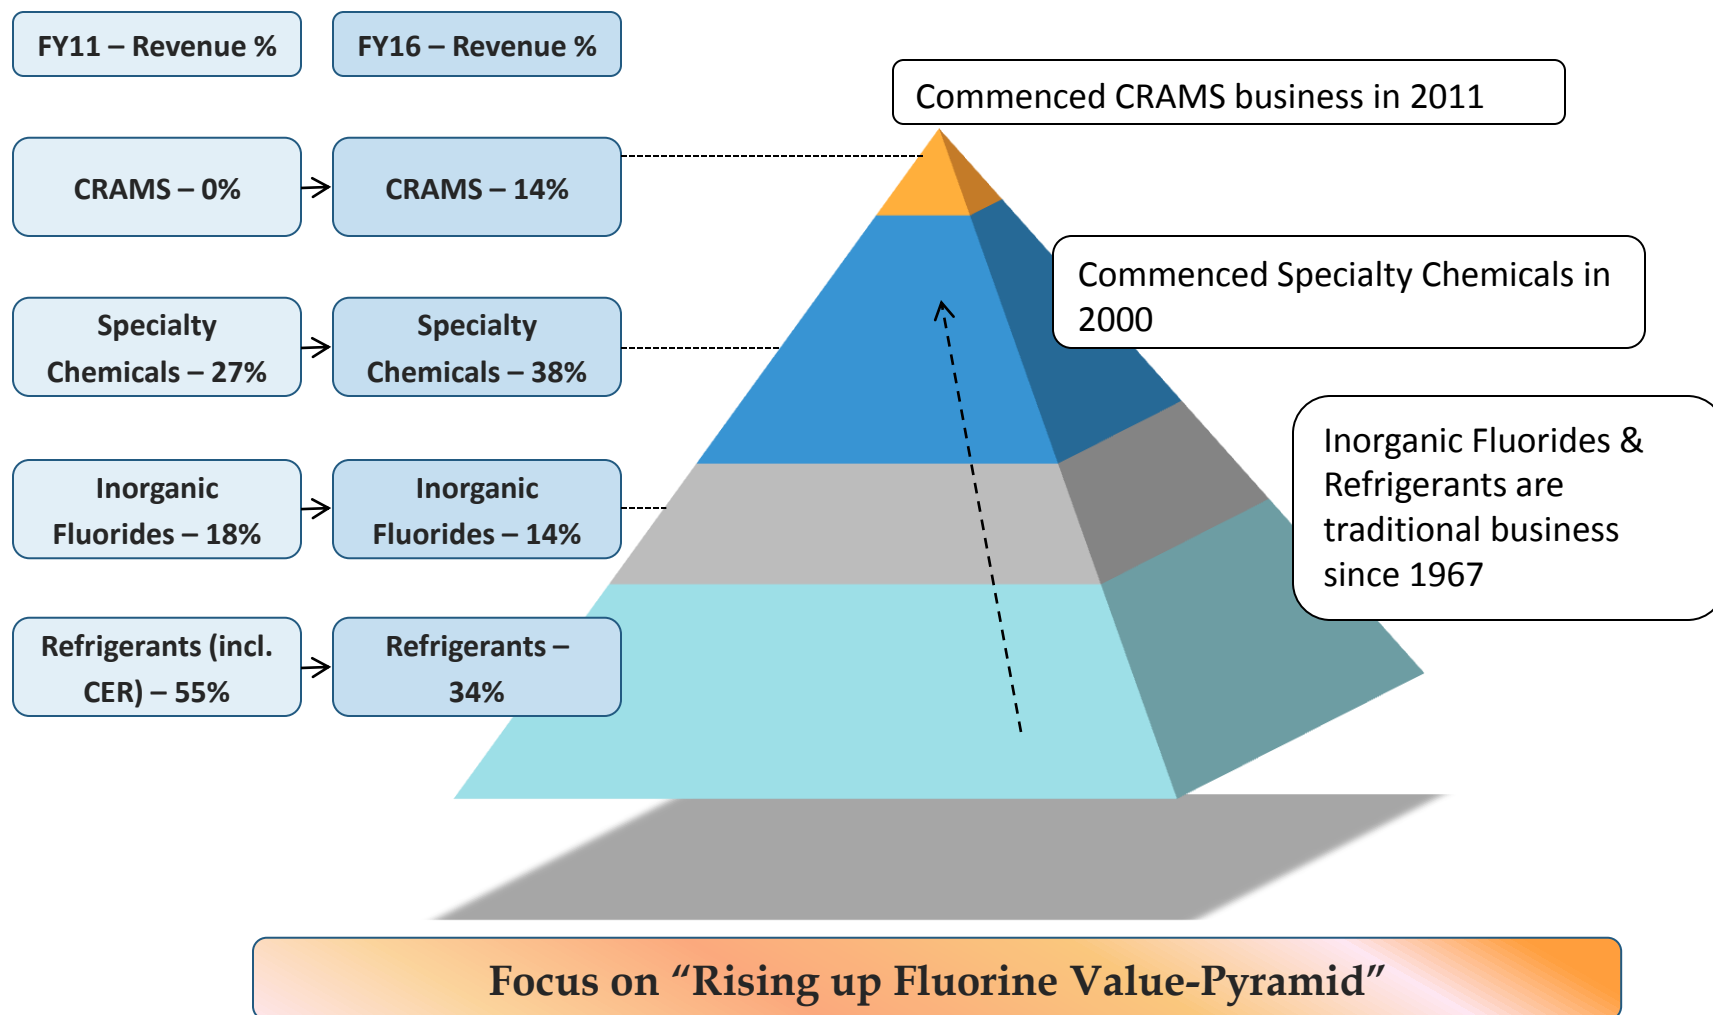 FY11 – Revenue %
FY16 – Revenue %
Commenced CRAMS business in 2011
CRAMS – 0%
CRAMS – 14%
Commenced Specialty Chemicals in
2000
Specialty
Chemicals – 27%
Specialty
Chemicals – 38%
Inorganic Fluorides &
Refrigerants are
traditional business
since 1967
Inorganic
Fluorides – 18%
Inorganic
Fluorides – 14%
Refrigerants (incl.
CER) – 55%
Refrigerants –
34%
Focus on “Rising up Fluorine Value-Pyramid”